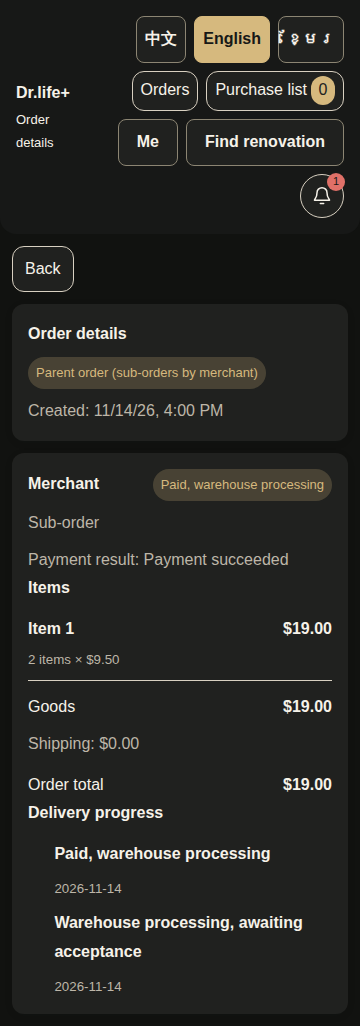 中文
English
ខ្មែរ
Dr.life+
Order
details
Orders
Purchase list 0
Me
Find renovation
1
Back
Order details
Parent order (sub-orders by merchant)
Created: 11/14/26, 4:00 PM
Merchant
Paid, warehouse processing
Sub-order
Payment result: Payment succeeded
Items
Item 1 $19.00
2 items × $9.50
Goods $19.00
Shipping: $0.00
Order total $19.00
Delivery progress
Paid, warehouse processing
2026-11-14
Warehouse processing, awaiting
acceptance
2026-11-14